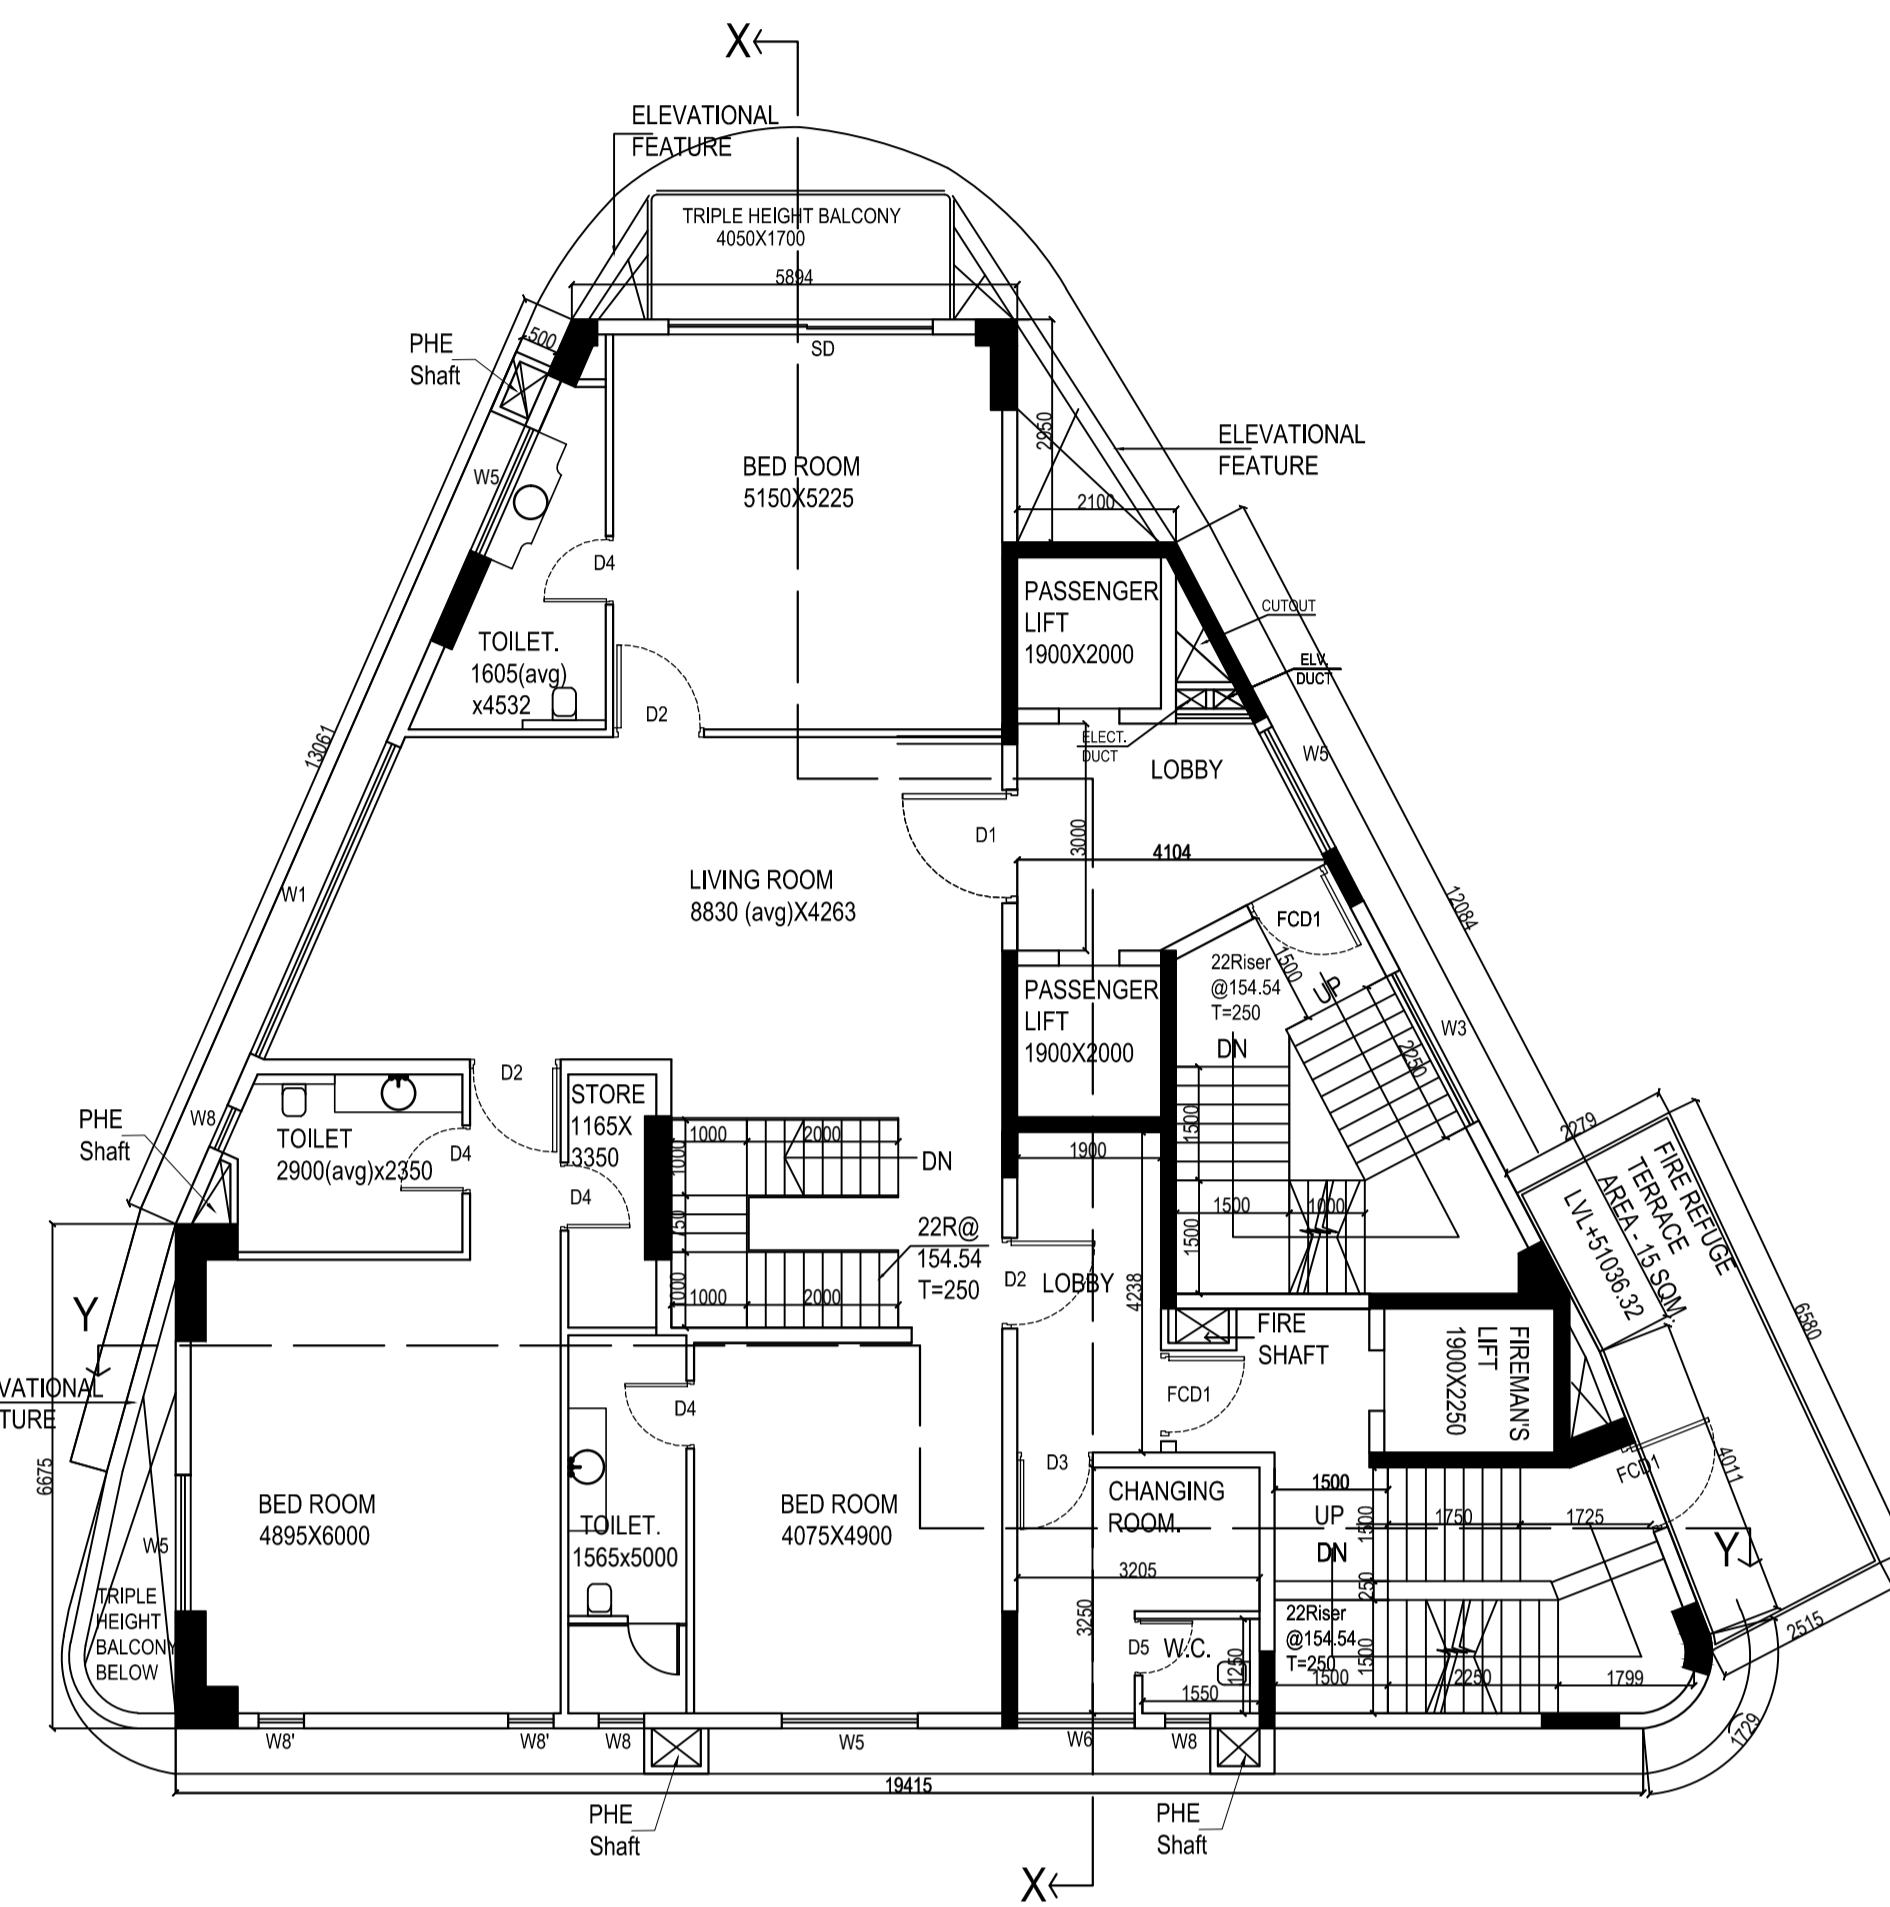 X
ELEVATIONAL
FEATURE
TRIPLE HEIGHT BALCONY
4050X1700
5894
500
PHE
Shaft
SD
2950
ELEVATIONAL
FEATURE
W5
BED ROOM
5150X5225
2100
D4
PASSENGER
LIFT
1900X2000
CUTOUT
TOILET.
1605(avg)
x4532
ELV.
DUCT
D2
13061
ELECT.
DUCT
LOBBY
W5
D1
3000
4104
W1
LIVING ROOM
8830 (avg)X4263
12084
FCD1
1500
22Riser
@154.54
T=250
UP
PASSENGER
LIFT
1900X2000
DN
W3
2250
D2
STORE
1165X
3350
PHE
Shaft
W8
TOILET
2900(avg)x2350
D4
D4
1000
2000
1000
DN
1900
1500
2279
FIRE REFUGE
TERRACE
AREA - 15 SQM.
LVL+51036.32
750
22R@
154.54
T=250
1500
1000
1500
1000
1000
2000
D2
LOBBY
4238
Y
FIRE
SHAFT
FIREMAN'S
LIFT
1900X2250
6580
VATIONAL
TURE
D4
FCD1
6675
D3
FCD1
4011
BED ROOM
4895X6000
BED ROOM
4075X4900
CHANGING
ROOM.
1500
UP
1500
1750
1725
W5
TOILET.
1565x5000
DN
Y
3205
250
TRIPLE
HEIGHT
BALCONY
BELOW
3250
22Riser
@154.54
T=250
D5
W.C.
1250
1500
2515
1550
1500
2250
1799
W8'
W8'
W8
W5
W6
W8
1729
19415
PHE
Shaft
PHE
Shaft
X